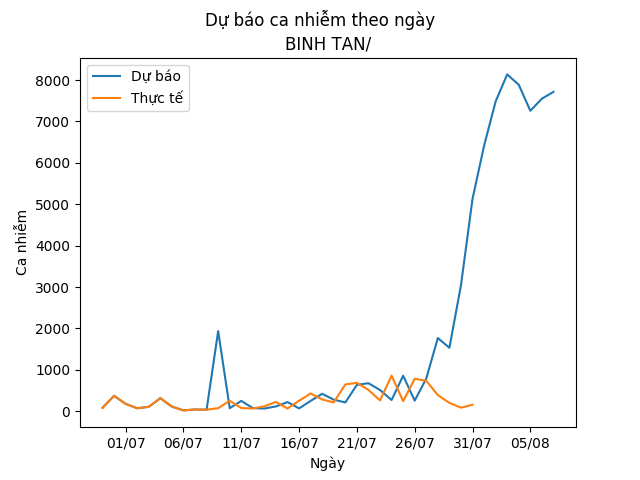 Dự báo ca nhiễm theo ngày
BINH TAN/
Dự báo
Thực tế
Ca nhiễm
8000
7000
6000
5000
4000
3000
2000
1000
0
01/07 06/07 11/07 16/07 21/07 26/07 31/07 05/08
Ngày